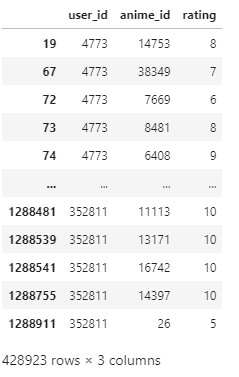 user_id anime_id rating
19 4773 14753 8
67 4773 38349 7
72 4773 7669 6
73 4773 8481 8
74 4773 6408 9
... ... ... ...
1288481 352811 11113 10
1288539 352811 13171 10
1288541 352811 16742 10
1288755 352811 14397 10
1288911 352811 26 5
428923 rows × 3 columns